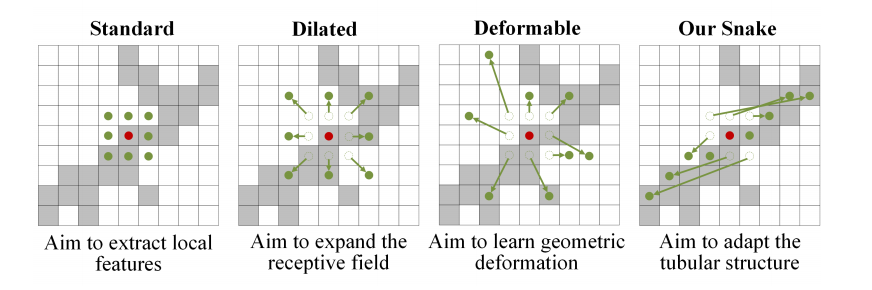 Standard
Dilated
Deformable
Our Snake
Aim to extract local
features
Aim to expand the
receptive field
Aim to learn geometric
deformation
Aim to adapt the
tubular structure